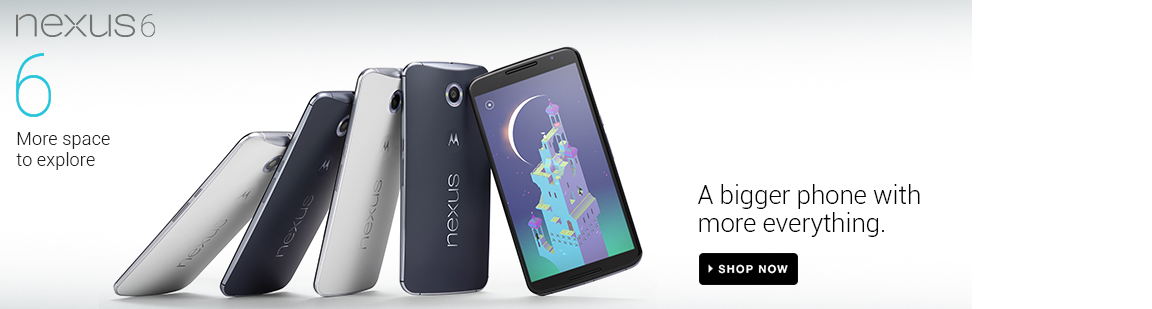 nexus 6
6
More space
to explore
nexus
nexus
nexus
nexus
A bigger phone with
more everything.
SHOP NOW